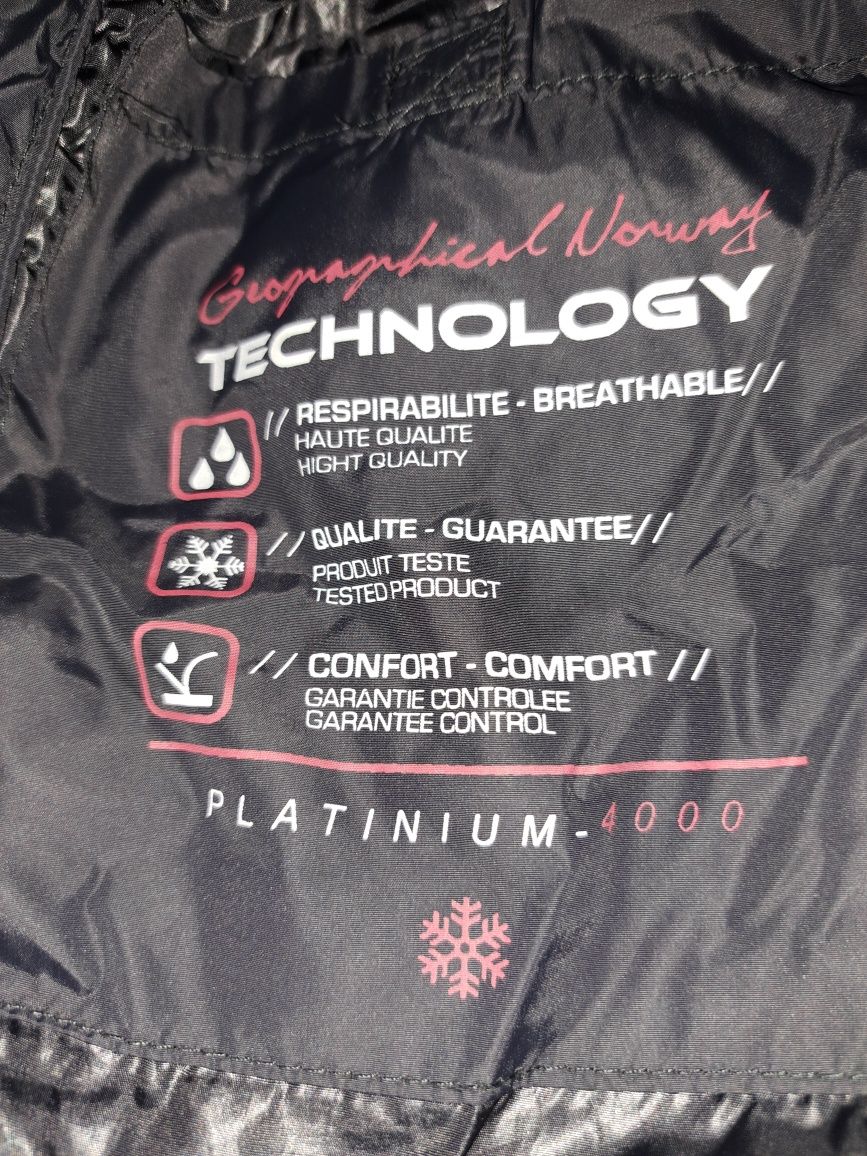 Geographical Norway
TECHNOLOGY
// RESPIRABILITE - BREATHABLE//
HAUTE QUALITE
HIGHT QUALITY
// QUALITE - GUARANTEE//
PRODUIT TESTE
TESTED PRODUCT
// CONFORT - COMFORT //
GARANTIE CONTROLEE
GARANTEE CONTROL
PLATINIUM-4000